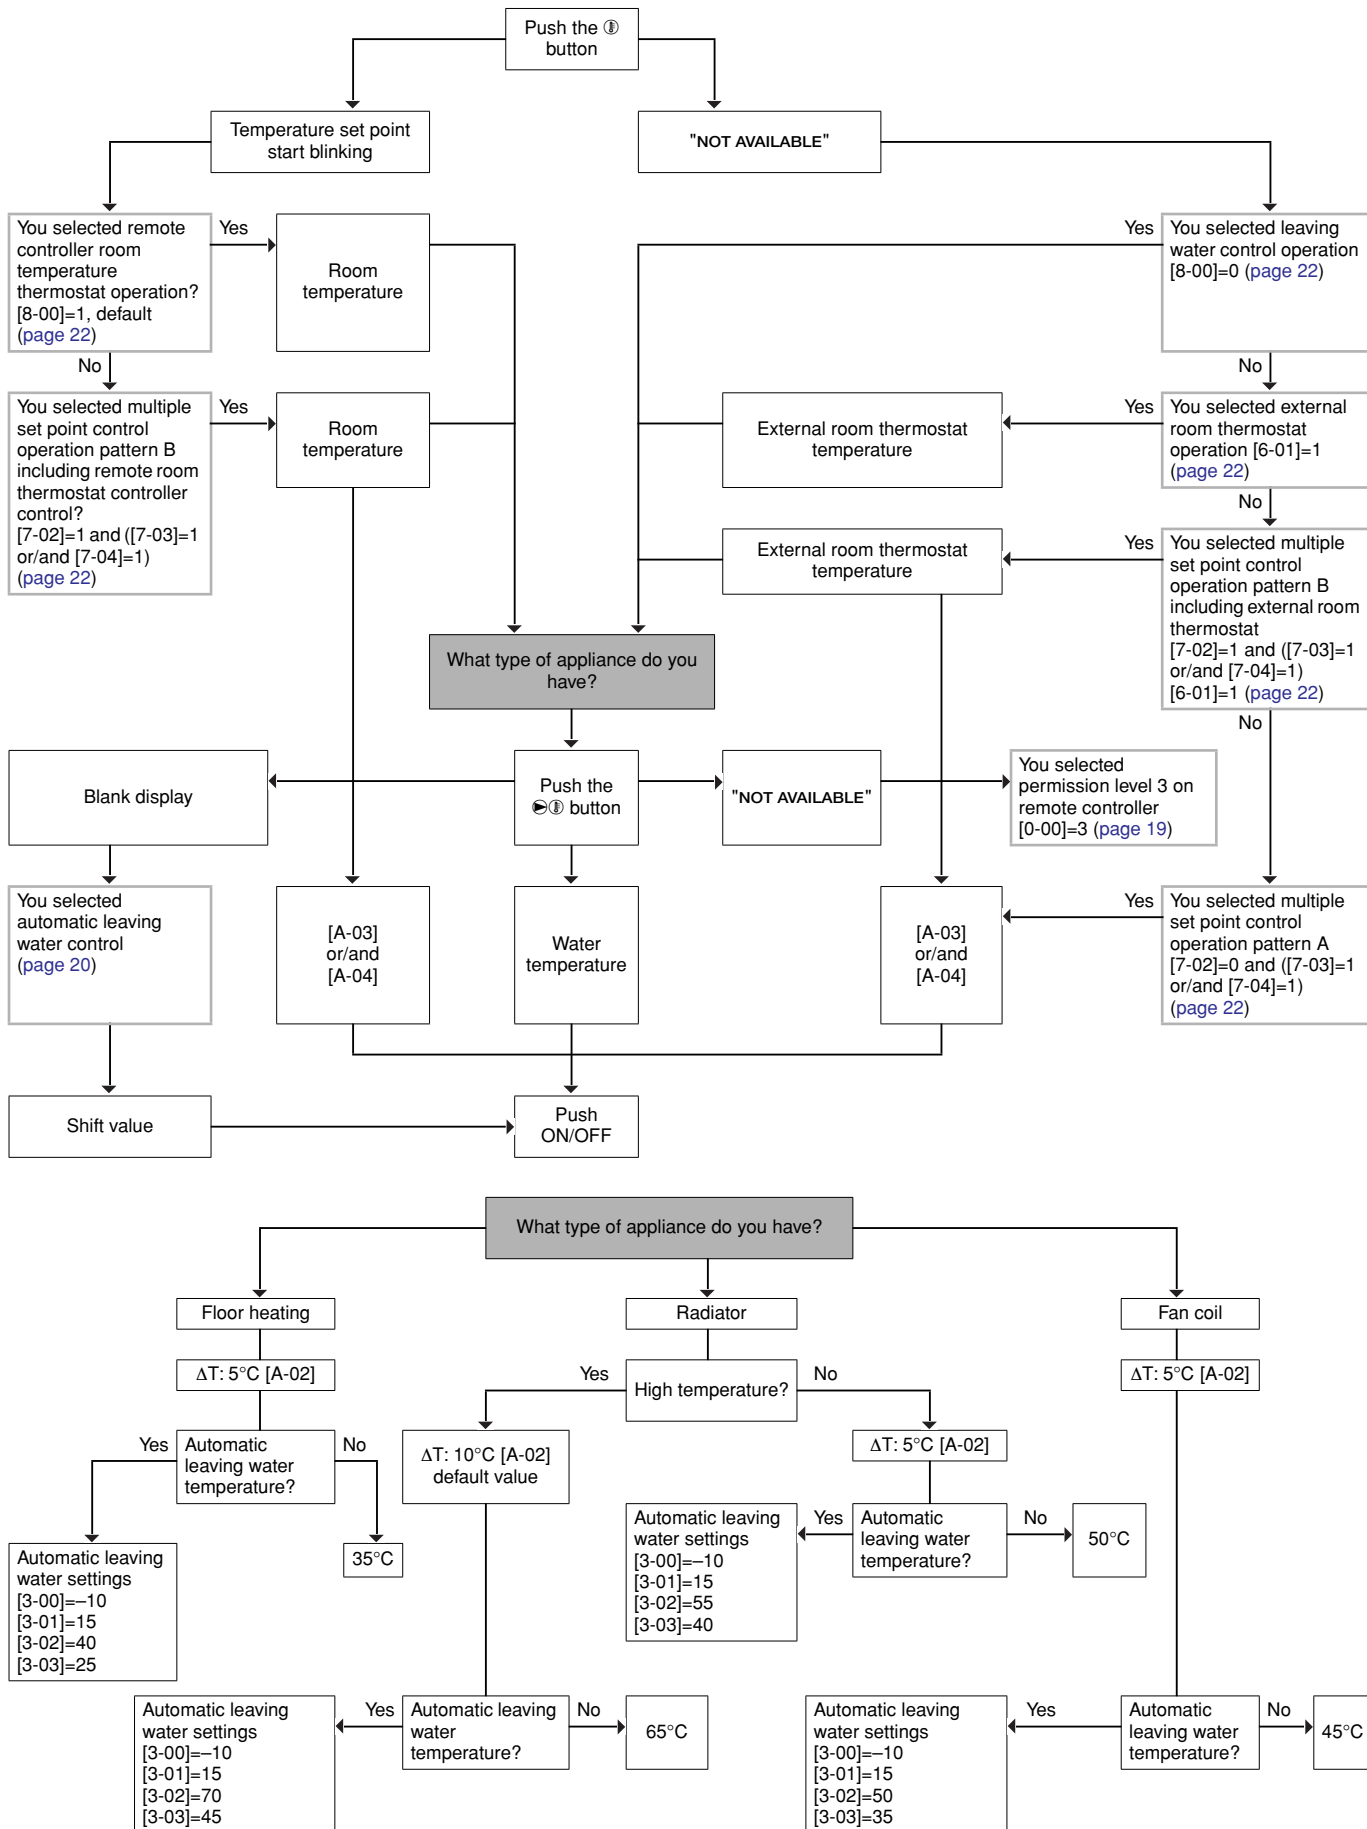 Push the
button
Temperature set point
start blinking
"NOT AVAILABLE"
You selected remote
controller room
temperature
thermostat operation?
[8-00]=1, default
(page 22)
Yes
Room
temperature
Yes
You selected leaving
water control operation
[8-00]=0 (page 22)
No
No
You selected multiple
set point control
operation pattern B
including remote room
thermostat controller
control?
[7-02]=1 and ([7-03]=1
or/and [7-04]=1)
(page 22)
Yes
Room
temperature
External room thermostat
temperature
Yes
You selected external
room thermostat
operation [6-01]=1
(page 22)
No
External room thermostat
temperature
Yes
You selected multiple
set point control
operation pattern B
including external room
thermostat
[7-02]=1 and ([7-03]=1
or/and [7-04]=1)
[6-01]=1 (page 22)
What type of appliance do you
have?
No
Blank display
Push the
button
"NOT AVAILABLE"
You selected
permission level 3 on
remote controller
[0-00]=3 (page 19)
You selected
automatic leaving
water control
(page 20)
[A-03]
or/and
[A-04]
Water
temperature
[A-03]
or/and
[A-04]
Yes
You selected multiple
set point control
operation pattern A
[7-02]=0 and ([7-03]=1
or/and [7-04]=1)
(page 22)
Shift value
Push
ON/OFF
What type of appliance do you have?
Floor heating
Radiator
Fan coil
ΔT: 5°C [A-02]
Yes
High temperature?
No
ΔT: 5°C [A-02]
Yes
Automatic
leaving water
temperature?
No
ΔT: 10°C [A-02]
default value
ΔT: 5°C [A-02]
Automatic leaving
water settings
[3-00]=–10
[3-01]=15
[3-02]=40
[3-03]=25
35°C
Automatic leaving
water settings
[3-00]=–10
[3-01]=15
[3-02]=55
[3-03]=40
Yes
Automatic
leaving water
temperature?
No
50°C
Automatic leaving
water settings
[3-00]=–10
[3-01]=15
[3-02]=70
[3-03]=45
Yes
Automatic leaving
water
temperature?
No
65°C
Automatic leaving
water settings
[3-00]=–10
[3-01]=15
[3-02]=50
[3-03]=35
Yes
Automatic
leaving water
temperature?
No
45°C